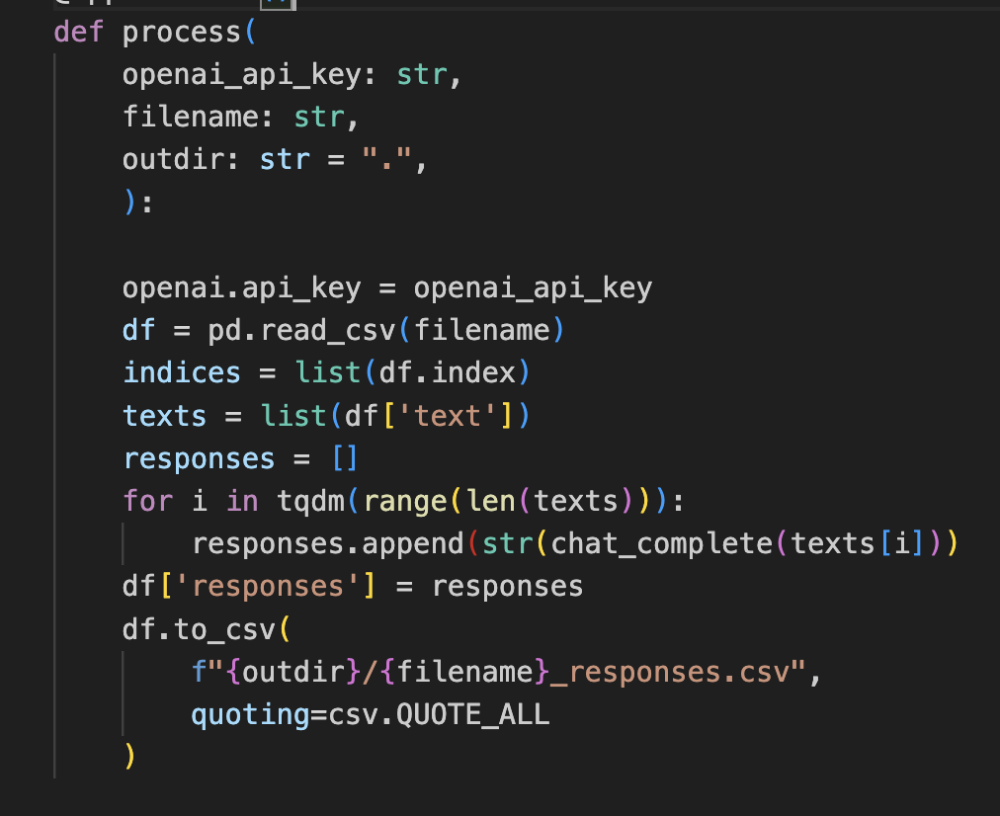 def process(
    openai_api_key: str,
    filename: str,
    outdir: str = ".",
    ):
    openai.api_key = openai_api_key
    df = pd.read_csv(filename)
    indices = list(df.index)
    texts = list(df['text'])
    responses = []
    for i in tqdm(range(len(texts))):
        responses.append(str(chat_complete(texts[i]))
    df['responses'] = responses
    df.to_csv(
        f"{outdir}/{filename}_responses.csv",
        quoting=csv.QUOTE_ALL
    )